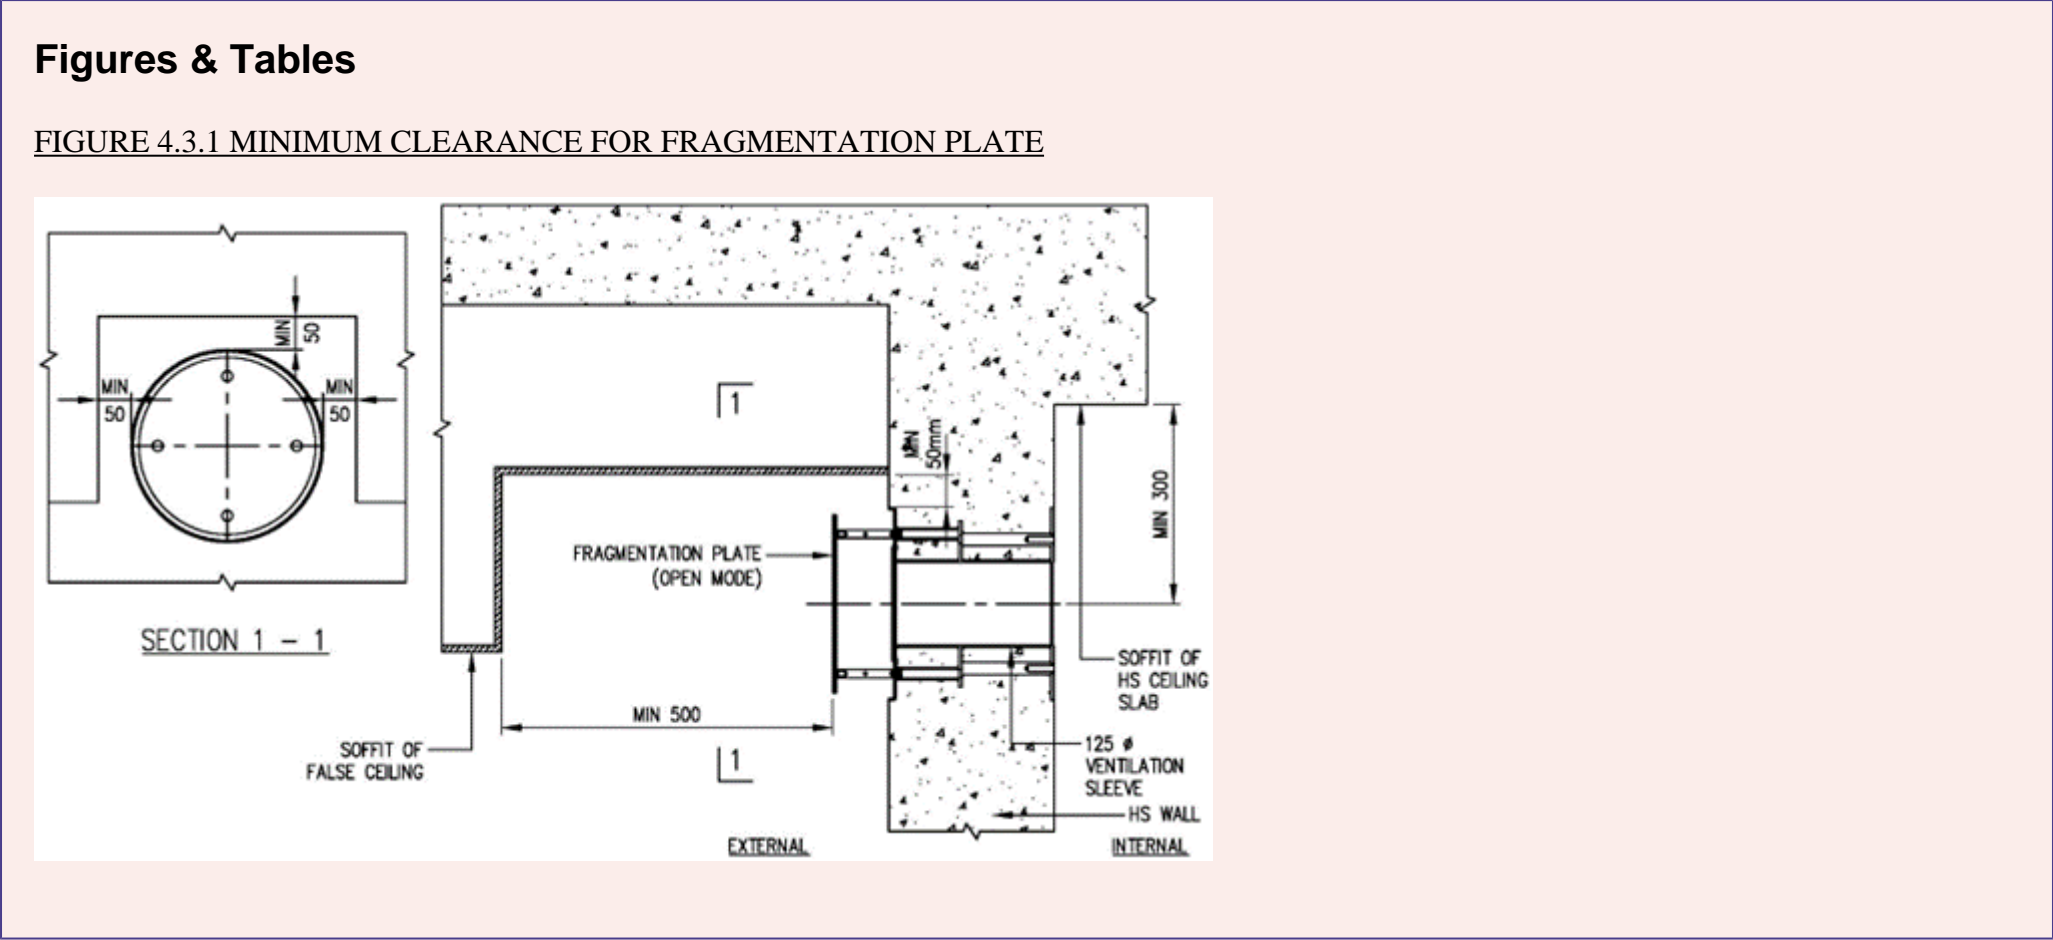 Figures & Tables
FIGURE 4.3.1 MINIMUM CLEARANCE FOR FRAGMENTATION PLATE
MIN
50
MIN
50
MIN
50
SECTION 1 - 1
1
MIN
50mm
MIN 300
FRAGMENTATION PLATE
(OPEN MODE)
MIN 500
1
SOFFIT OF
FALSE CEILING
SOFFIT OF
HS CEILING
SLAB
125 ø
VENTILATION
SLEEVE
HS WALL
EXTERNAL
INTERNAL